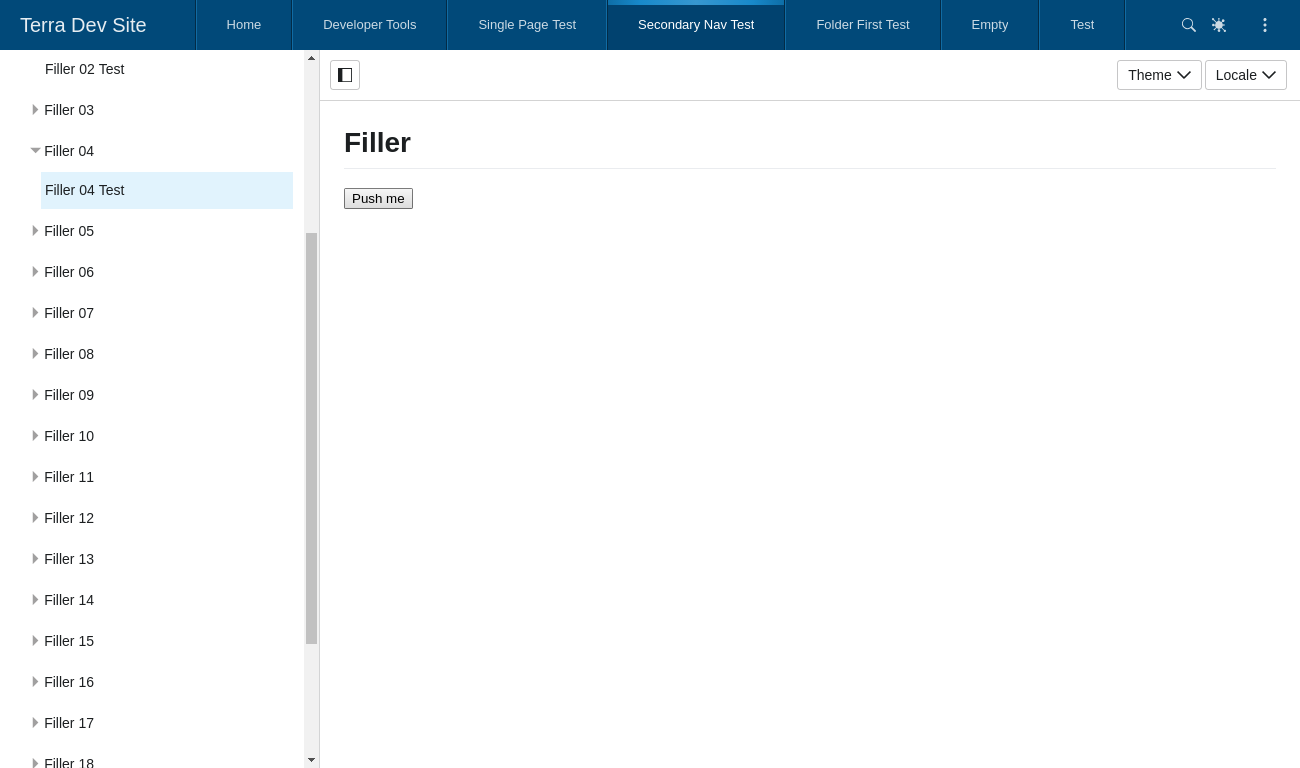 Terra Dev Site
Home
Developer Tools
Single Page Test
Secondary Nav Test
Folder First Test
Empty
Test
Filler 02 Test
Filler 03
Filler 04
Filler 04 Test
Filler 05
Filler 06
Filler 07
Filler 08
Filler 09
Filler 10
Filler 11
Filler 12
Filler 13
Filler 14
Filler 15
Filler 16
Filler 17
Filler 18
Theme
Locale
Filler
Push me